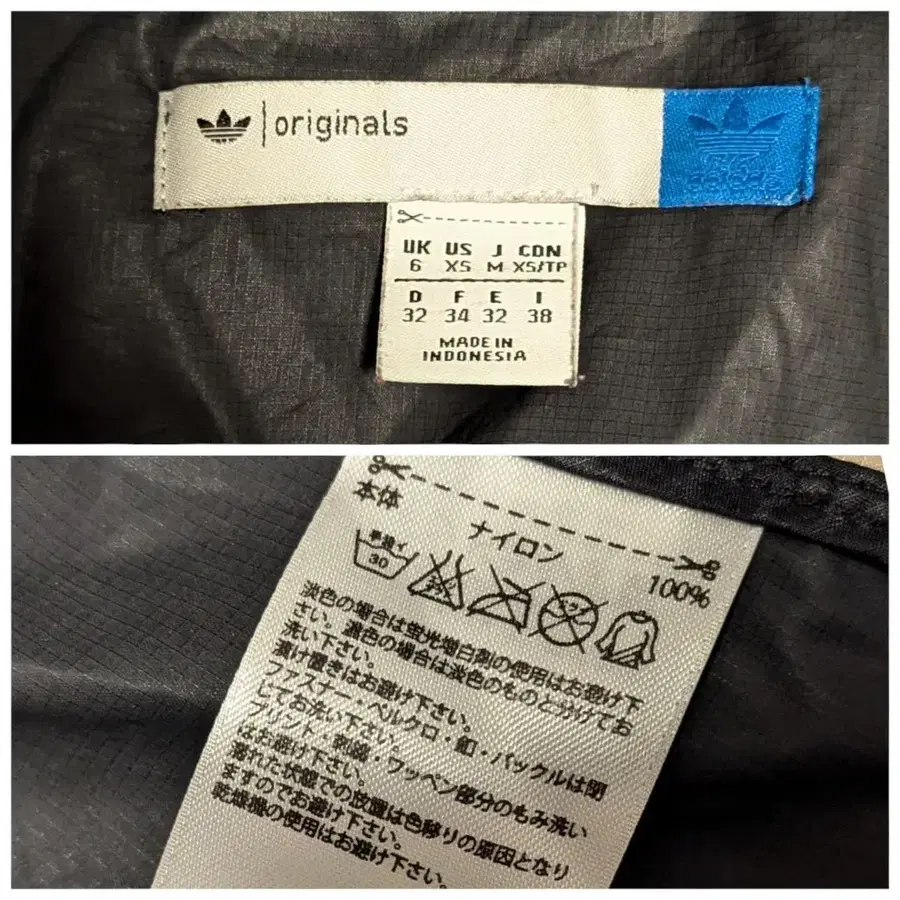 originals
adidas
UK US J CDN
6 XS M XS/TP
D F E I
32 34 32 38
MADE IN
INDONESIA
本体
ナイロン
100%
30
淡色の場合は蛍光増白剤の使用はお避け下
さい。濃色の場合は淡色のものと分けてお
洗い下さい。
漬け置きはお避け下さい。
ファスナー・ベルクロ・釦・バックルは閉
じてお洗い下さい。
プリント・刺繍・ワッペン部分のもみ洗い
はお避け下さい。
濡れた状態での放置は色移りの原因となり
ますのでお避け下さい。
乾燥機の使用はお避け下さい。